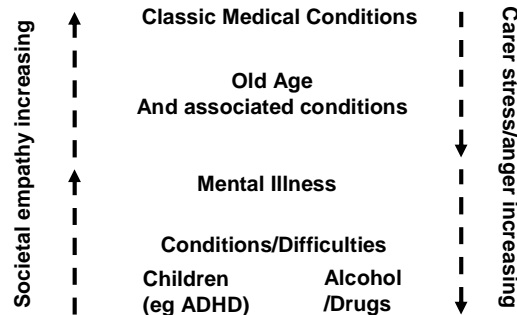 Societal empathy increasing
Classic Medical Conditions
Old Age
And associated conditions
Mental Illness
Conditions/Difficulties
Children
(eg ADHD)
Alcohol
/Drugs
Carer stress/anger increasing